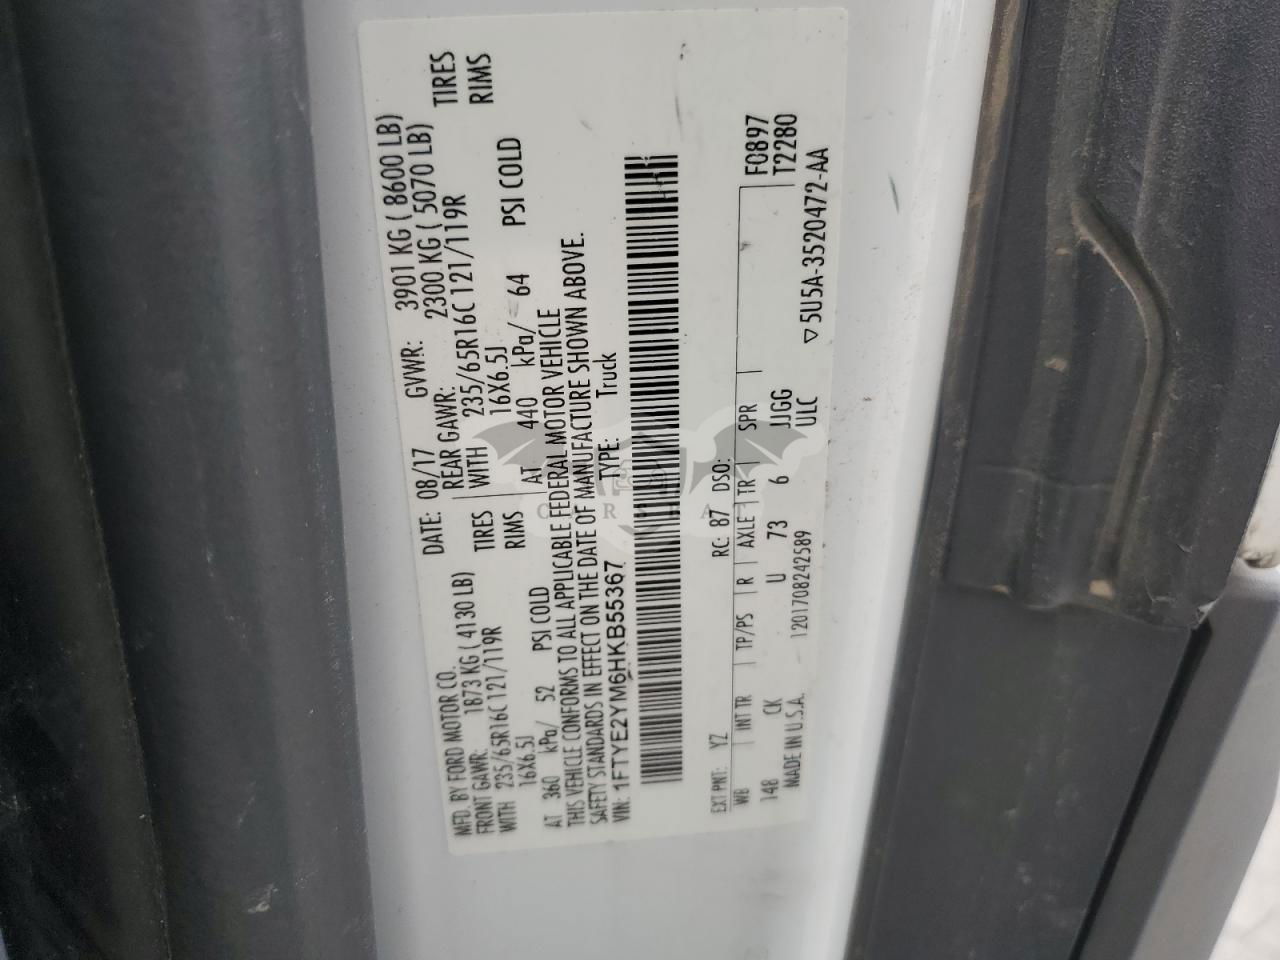 MFD. BY FORD MOTOR CO. DATE: 08/17 GVWR: 3901 KG ( 8600 LB)
FRONT GAWR: 1873 KG ( 4130 LB) REAR GAWR: 2300 KG ( 5070 LB)
WITH 235/65R16C 121/119R TIRES WITH 235/65R16C 121/119R TIRES
16X6.5J RIMS 16X6.5J RIMS
AT 360 kPa/ 52 PSI COLD AT 440 kPa/ 64 PSI COLD
THIS VEHICLE CONFORMS TO ALL APPLICABLE FEDERAL MOTOR VEHICLE
SAFETY STANDARDS IN EFFECT ON THE DATE OF MANUFACTURE SHOWN ABOVE.
VIN: 1FTYE2YM6HKB55367 TYPE: Truck
CARSBAT
EXT PNT: YZ RC: 87 DSO: F0897
WB INT TR TP/PS R AXLE TR SPR T2280
148 CK U 73 6 JJGG
MADE IN U.S.A. 1201708242589 ULC ▽5U5A-3520472-AA